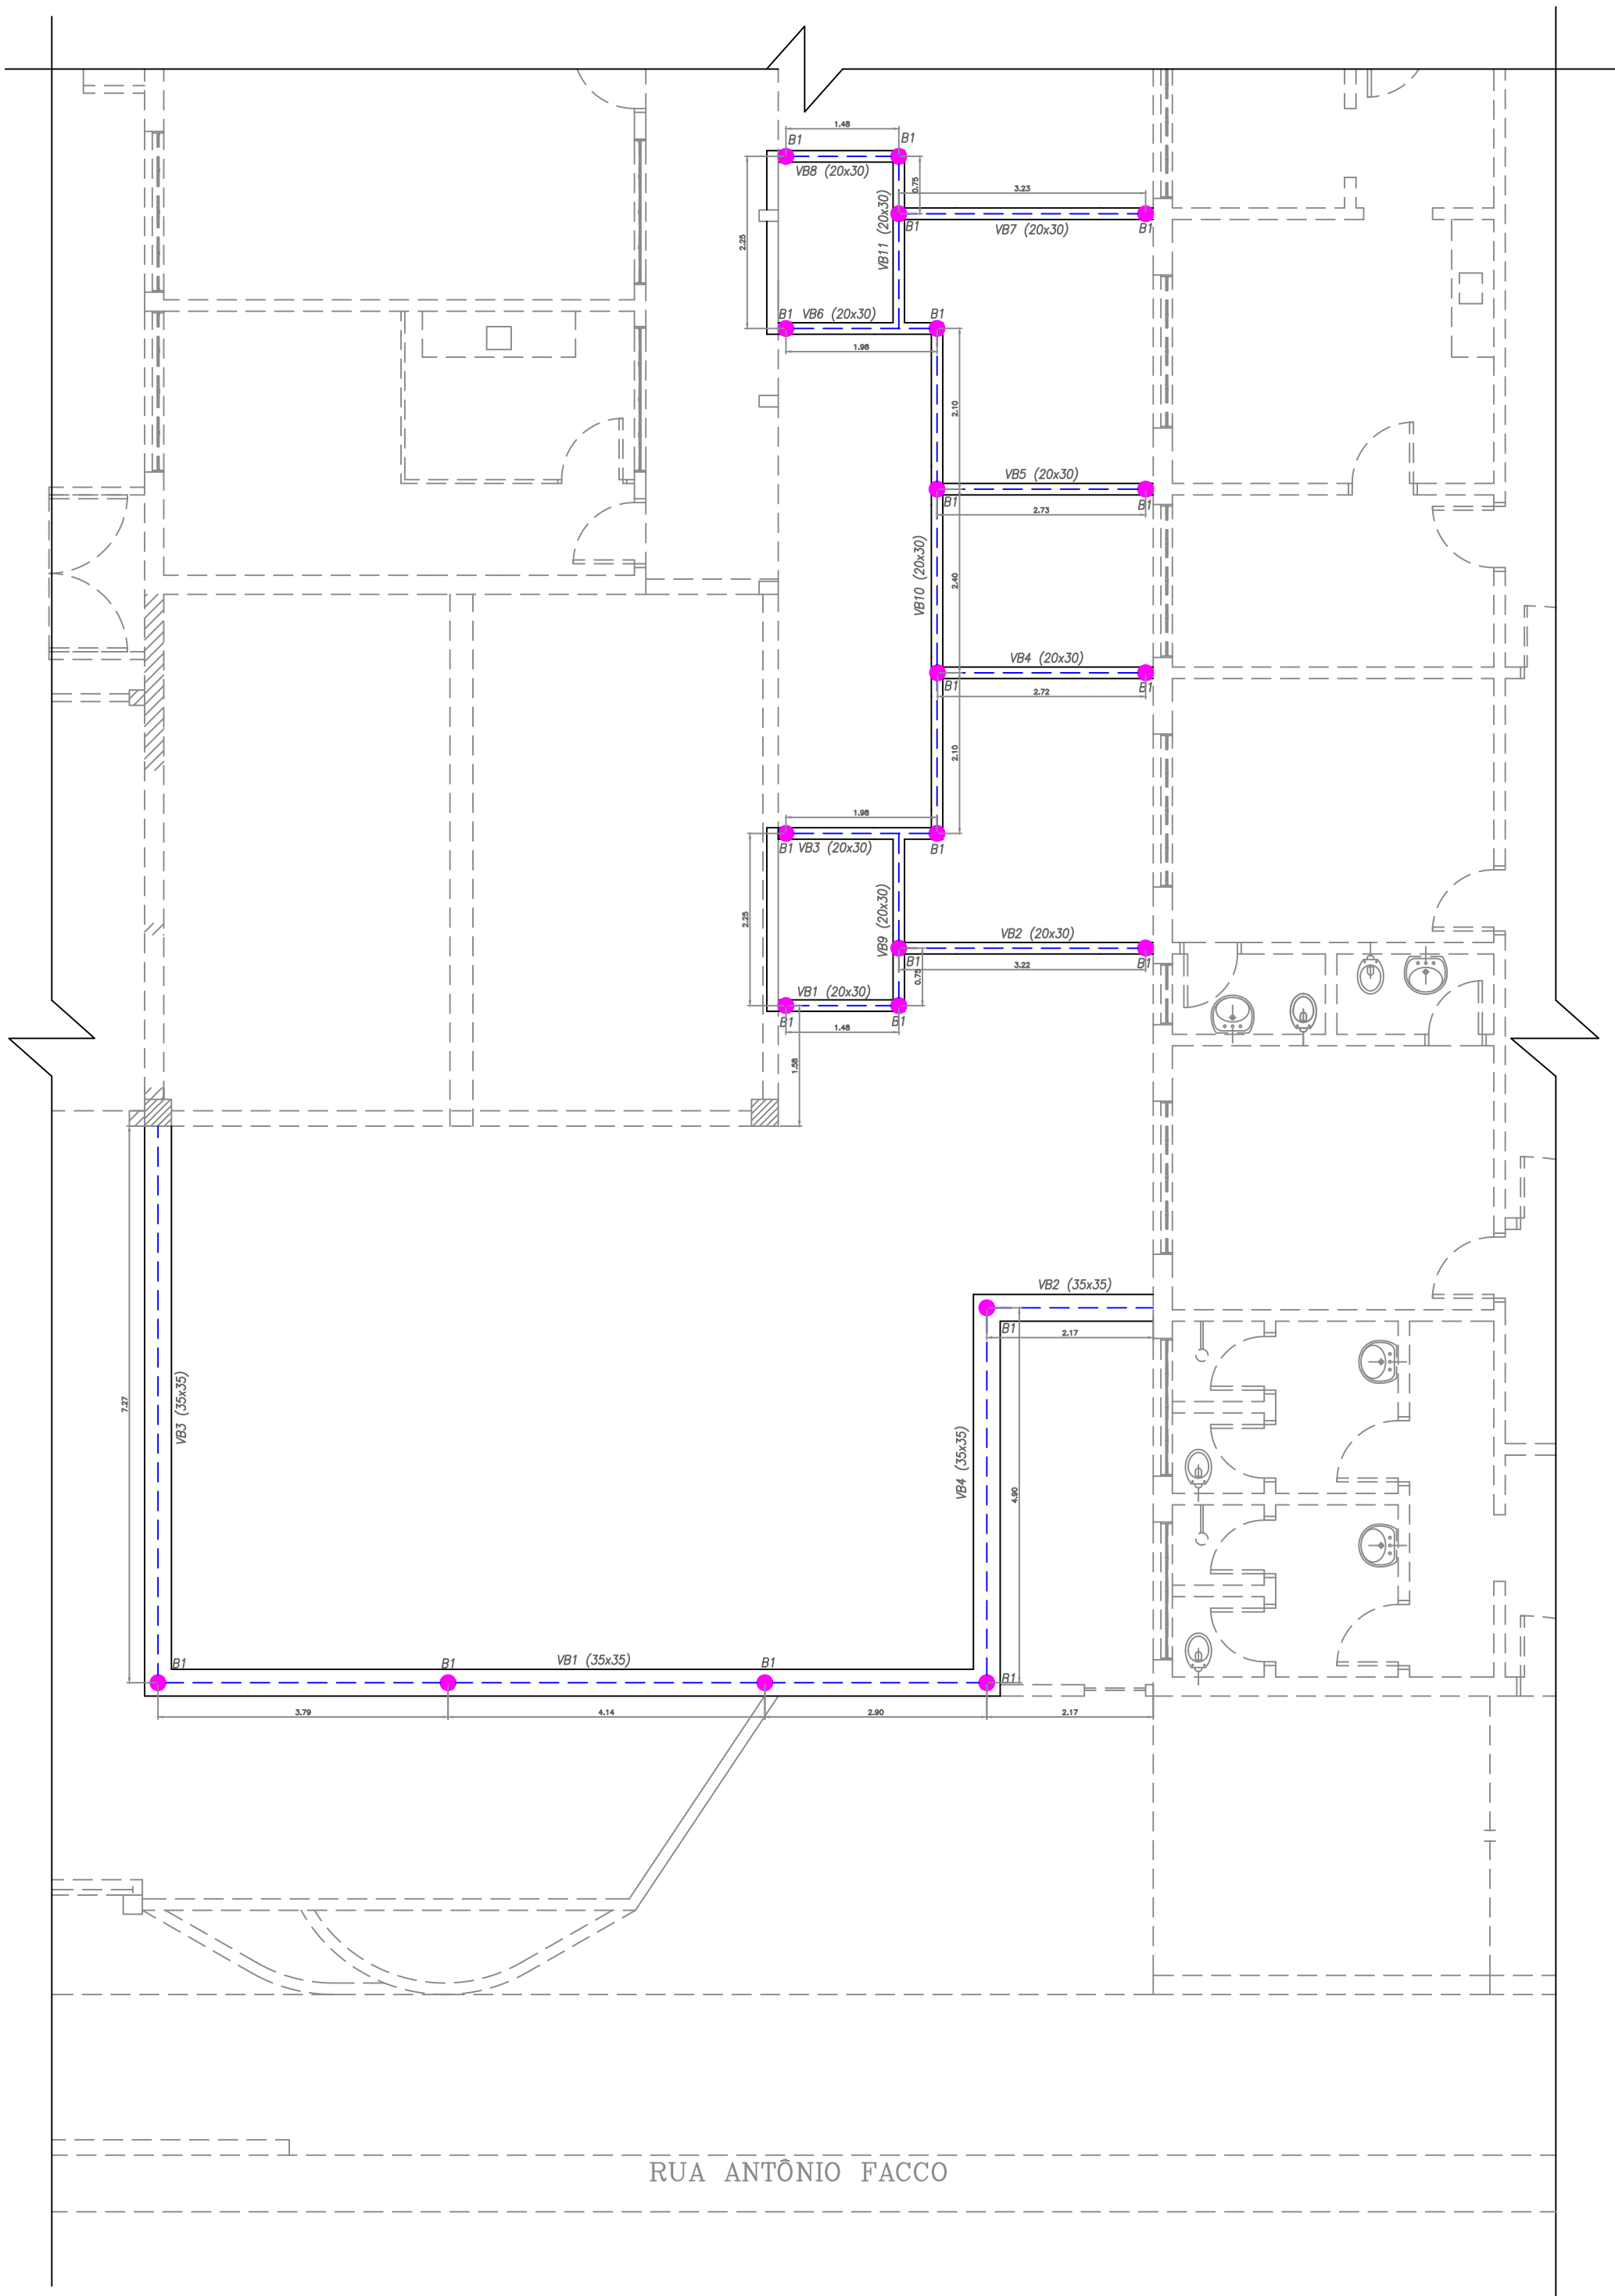 1.48
B1
B1
VB8 (20x30)
0.75
3.23
VB11 (20x30)
B1
VB7 (20x30)
B1
2.25
B1
VB6 (20x30)
B1
1.98
2.10
VB5 (20x30)
B1
B1
2.73
VB10 (20x30)
2.40
VB4 (20x30)
B1
B1
2.72
2.10
1.98
B1
VB3 (20x30)
B1
2.25
VB9 (20x30)
VB2 (20x30)
B1
B1
3.22
0.75
VB1 (20x30)
B1
B1
1.48
1.58
VB2 (35x35)
B1
2.17
7.27
VB3 (35x35)
VB4 (35x35)
4.90
B1
B1
VB1 (35x35)
B1
B1
3.79
4.14
2.90
2.17
RUA ANTÔNIO FACCO